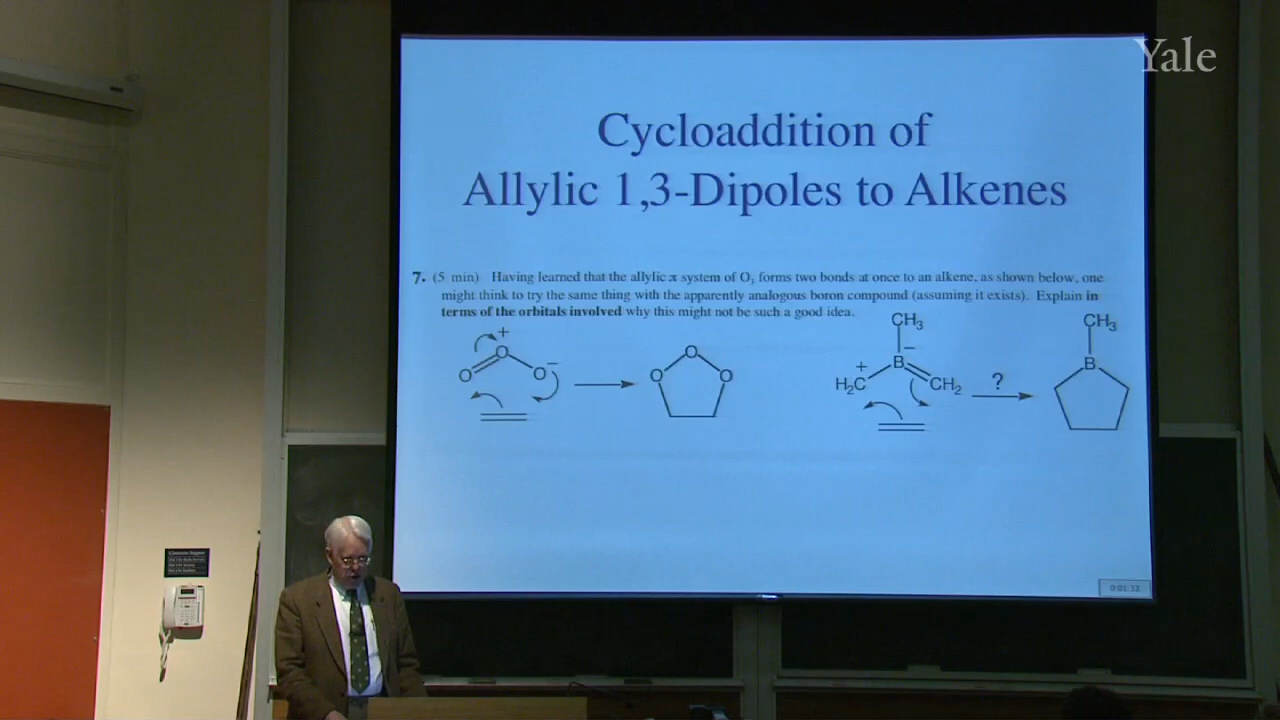 Yale
Cycloaddition of
Allylic 1,3-Dipoles to Alkenes
7. (5 min) Having learned that the allylic π system of O₃ forms two bonds at once to an alkene, as shown below, one
might think to try the same thing with the apparently analogous boron compound (assuming it exists). Explain in
terms of the orbitals involved why this might not be such a good idea.
O O + O −
O O O
CH₃
H₂C + B − CH₂
?
CH₃
B
0:01:33